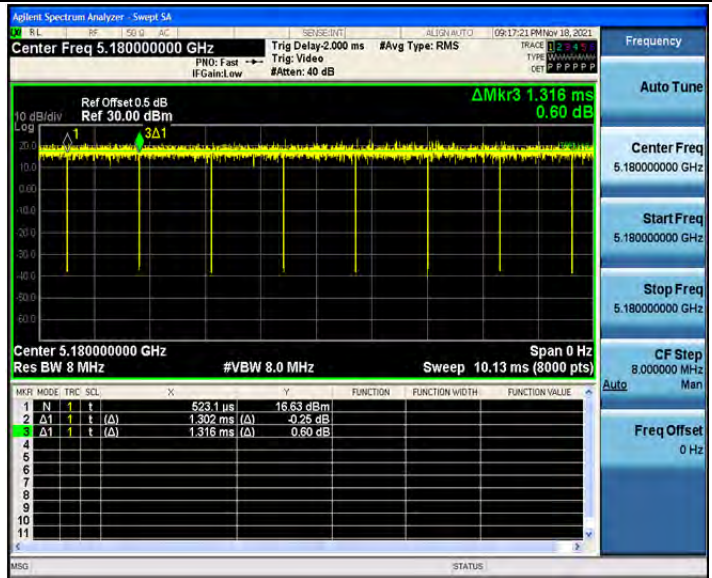 Agilent Spectrum Analyzer - Swept SA
RL RF 50 Ω AC SENSE:INT ALIGN AUTO 09:17:21 PM Nov 18, 2021
Center Freq 5.180000000 GHz
PNO: Fast
IFGain:Low
Trig Delay-2.000 ms
Trig: Video
#Atten: 40 dB
#Avg Type: RMS
TRACE 1 2 3 4 5 6
TYPE
DET P P P P P P
Frequency
Auto Tune
Center Freq
5.180000000 GHz
Start Freq
5.180000000 GHz
Stop Freq
5.180000000 GHz
CF Step
8.000000 MHz
Auto Man
Freq Offset
0 Hz
ΔMkr3 1.316 ms
0.60 dB
Ref Offset 0.5 dB
10 dB/div Ref 30.00 dBm
Log
1
3Δ1
20.0
10.0
0.00
-10.0
-20.0
-30.0
-40.0
-50.0
-60.0
Center 5.180000000 GHz Span 0 Hz
Res BW 8 MHz #VBW 8.0 MHz Sweep 10.13 ms (8000 pts)
MKR MODE TRC SCL X Y FUNCTION FUNCTION WIDTH FUNCTION VALUE
1 N 1 t 523.1 µs 16.63 dBm
2 Δ1 1 t (Δ) 1.302 ms (Δ) -0.25 dB
3 Δ1 1 t (Δ) 1.316 ms (Δ) 0.60 dB
4
5
6
7
8
9
10
11
MSG STATUS